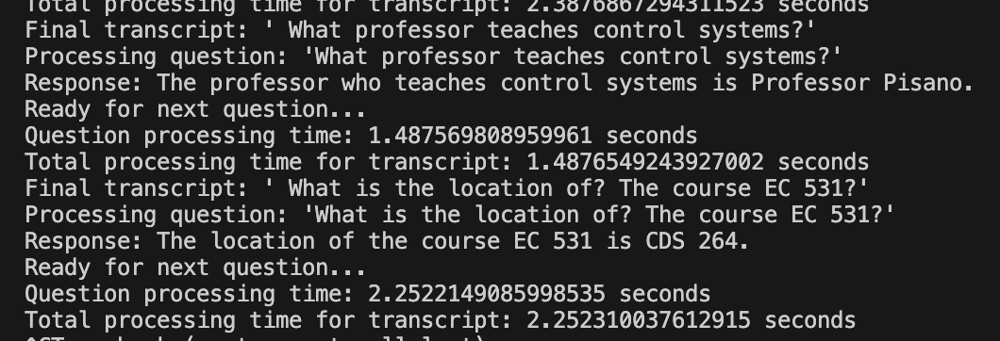 Total processing time for transcript: 2.3876867294311523 seconds
Final transcript: ' What professor teaches control systems?'
Processing question: 'What professor teaches control systems?'
Response: The professor who teaches control systems is Professor Pisano.
Ready for next question...
Question processing time: 1.487569808959961 seconds
Total processing time for transcript: 1.4876549243927002 seconds
Final transcript: ' What is the location of? The course EC 531?'
Processing question: 'What is the location of? The course EC 531?'
Response: The location of the course EC 531 is CDS 264.
Ready for next question...
Question processing time: 2.2522149085998535 seconds
Total processing time for transcript: 2.252310037612915 seconds